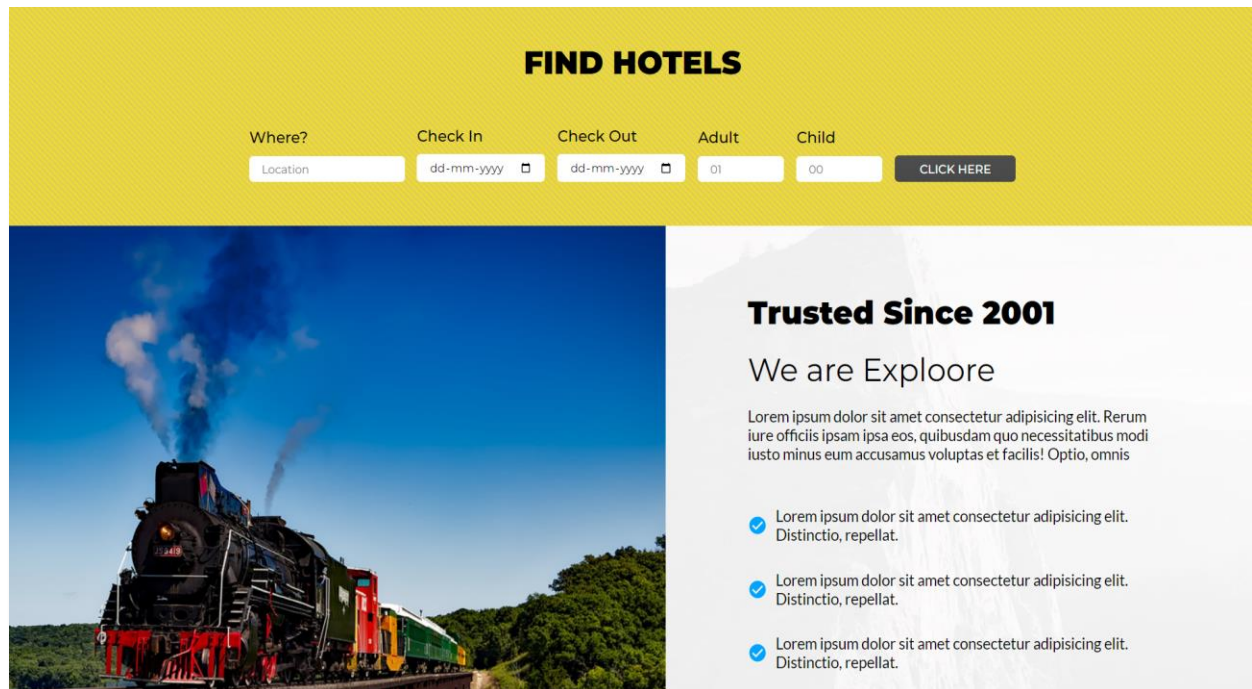 FIND HOTELS
Where?
Check In
Check Out
Adult
Child
Location
dd-mm-yyyy
dd-mm-yyyy
01
00
CLICK HERE
Trusted Since 2001
We are Exploore
Lorem ipsum dolor sit amet consectetur adipisicing elit. Rerum
iure officiis ipsam ipsa eos, quibusdam quo necessitatibus modi
iusto minus eum accusamus voluptas et facilis! Optio, omnis
Lorem ipsum dolor sit amet consectetur adipisicing elit.
Distinctio, repellat.
Lorem ipsum dolor sit amet consectetur adipisicing elit.
Distinctio, repellat.
Lorem ipsum dolor sit amet consectetur adipisicing elit.
Distinctio, repellat.